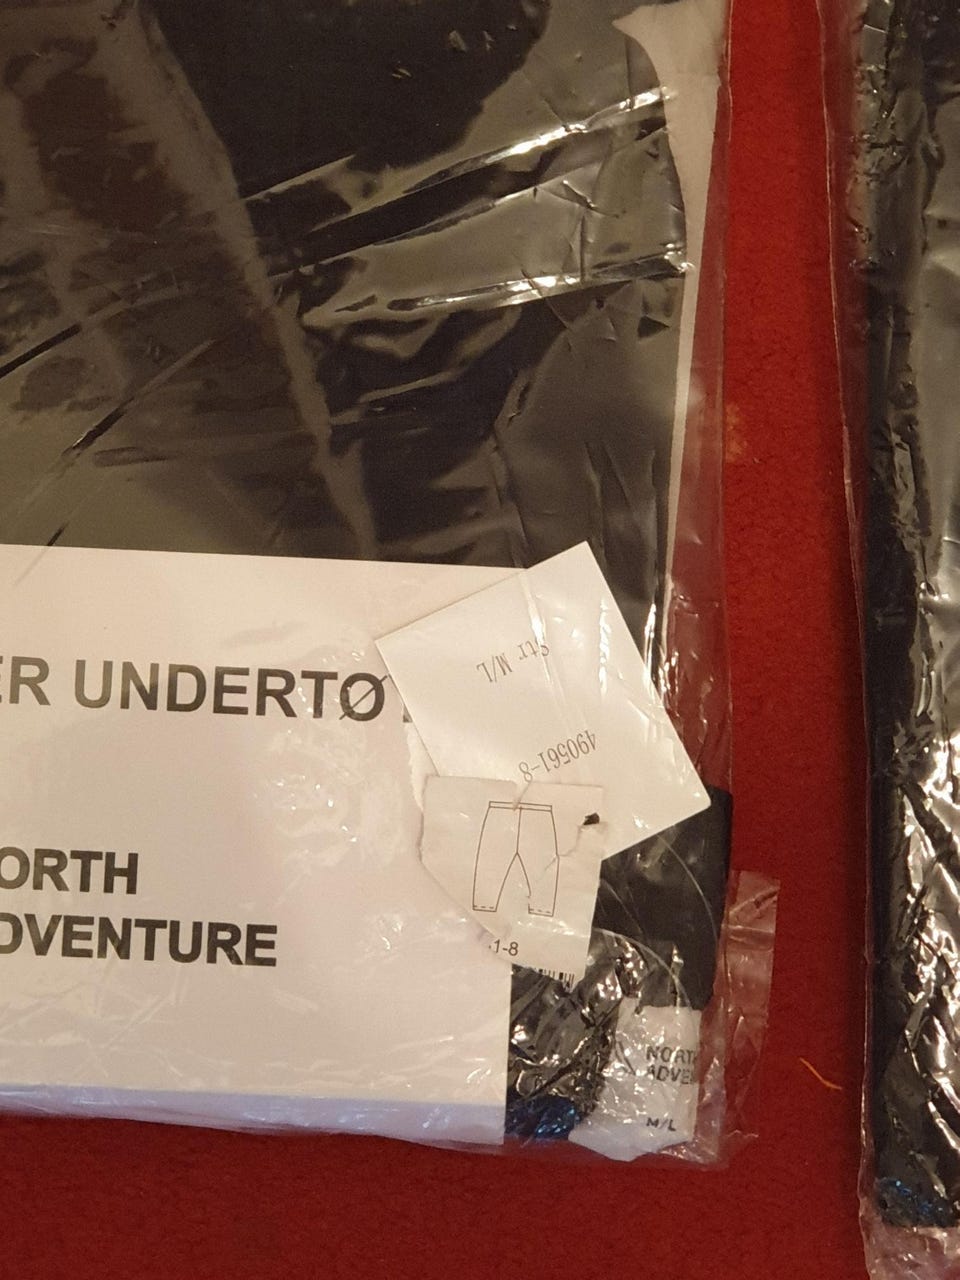 ER UNDERTØ
Str M/L
490561-8
ORTH
DVENTURE
1-8
NORTH
ADVE
M/L